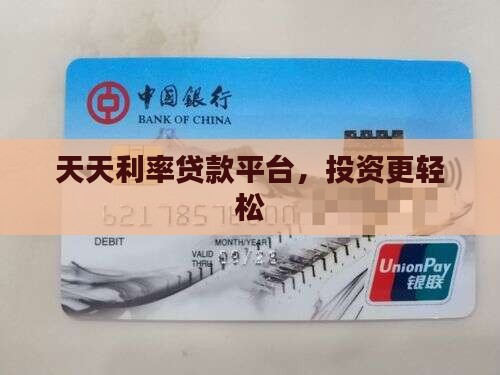 中国银行
BANK OF CHINA
天天利率贷款平台，投资更轻
松
DEBIT
MONTH/YEAR
VALID
THRU
UnionPay
银联